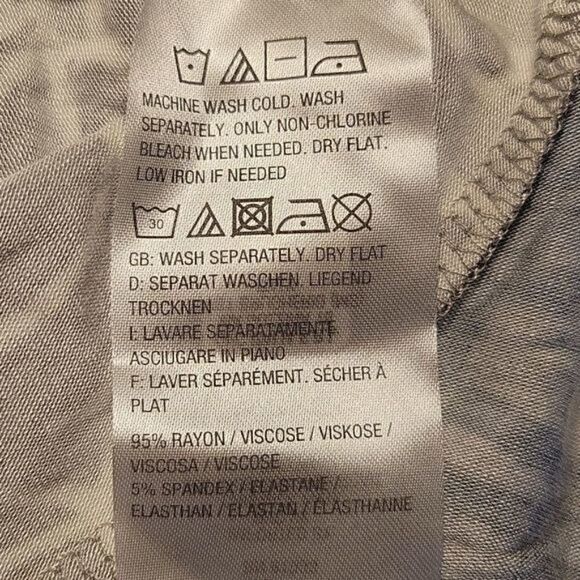 MACHINE WASH COLD. WASH
SEPARATELY. ONLY NON-CHLORINE
BLEACH WHEN NEEDED. DRY FLAT.
LOW IRON IF NEEDED
30
GB: WASH SEPARATELY. DRY FLAT
D: SEPARAT WASCHEN. LIEGEND
TROCKNEN
I: LAVARE SEPARATAMENTE
ASCIUGARE IN PIANO
F: LAVER SÉPARÉMENT. SÉCHER À
PLAT
95% RAYON / VISCOSE / VISKOSE /
VISCOSA / VISCOSE
5% SPANDEX / ELASTANE /
ELASTHAN / ELASTAN / ÉLASTHANNE